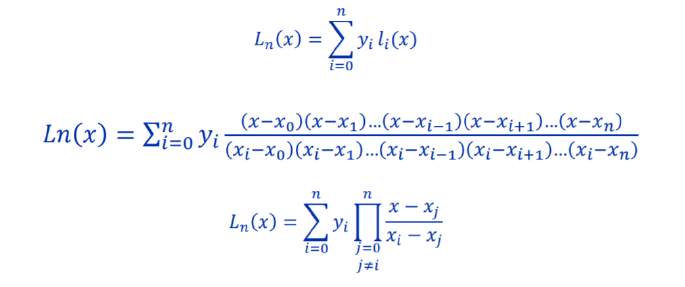 Lₙ(x) = ∑ᵢ₌₀ⁿ yᵢ lᵢ(x)
Ln(x) = ∑ᵢ₌₀ⁿ yᵢ (x−x₀)(x−x₁)…(x−xᵢ₋₁)(x−xᵢ₊₁)…(x−xₙ) / (xᵢ−x₀)(xᵢ−x₁)…(xᵢ−xᵢ₋₁)(xᵢ−xᵢ₊₁)…(xᵢ−xₙ)
Lₙ(x) = ∑ᵢ₌₀ⁿ yᵢ ∏ⱼ₌₀,ⱼ≠ᵢⁿ (x − xⱼ) / (xᵢ − xⱼ)